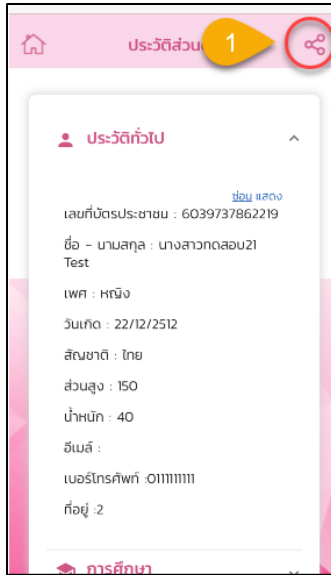 ประวัติส่วน
1
ประวัติทั่วไป
ซ่อน แสดง
เลขที่บัตรประชาชน : 6039737862219
ชื่อ - นามสกุล : นางสาวทดสอบ21
Test
เพศ : หญิง
วันเกิด : 22/12/2512
สัญชาติ : ไทย
ส่วนสูง : 150
น้ำหนัก : 40
อีเมล์ :
เบอร์โทรศัพท์ :0111111111
ที่อยู่ :2
การศึกษา